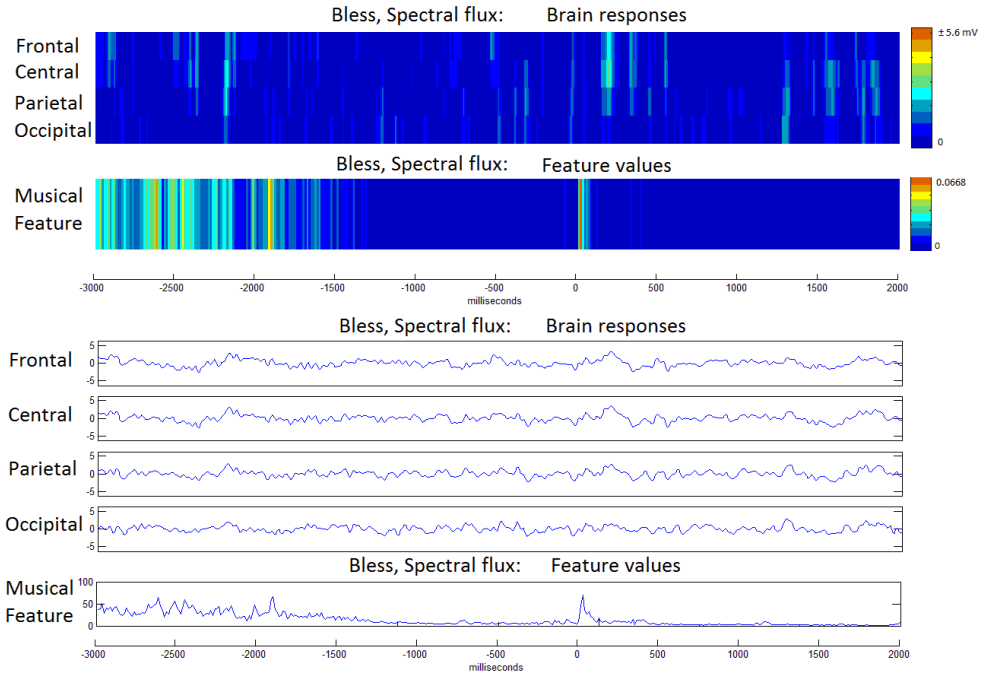 Bless, Spectral flux: Brain responses
Frontal
Central
Parietal
Occipital
± 5.6 mV
0
Bless, Spectral flux: Feature values
Musical
Feature
0.0668
0
-3000 -2500 -2000 -1500 -1000 -500 0 500 1000 1500 2000
milliseconds
Bless, Spectral flux: Brain responses
Frontal
5
0
-5
Central
5
0
-5
Parietal
5
0
-5
Occipital
5
0
-5
Bless, Spectral flux: Feature values
Musical
Feature
100
50
0
-3000 -2500 -2000 -1500 -1000 -500 0 500 1000 1500 2000
milliseconds